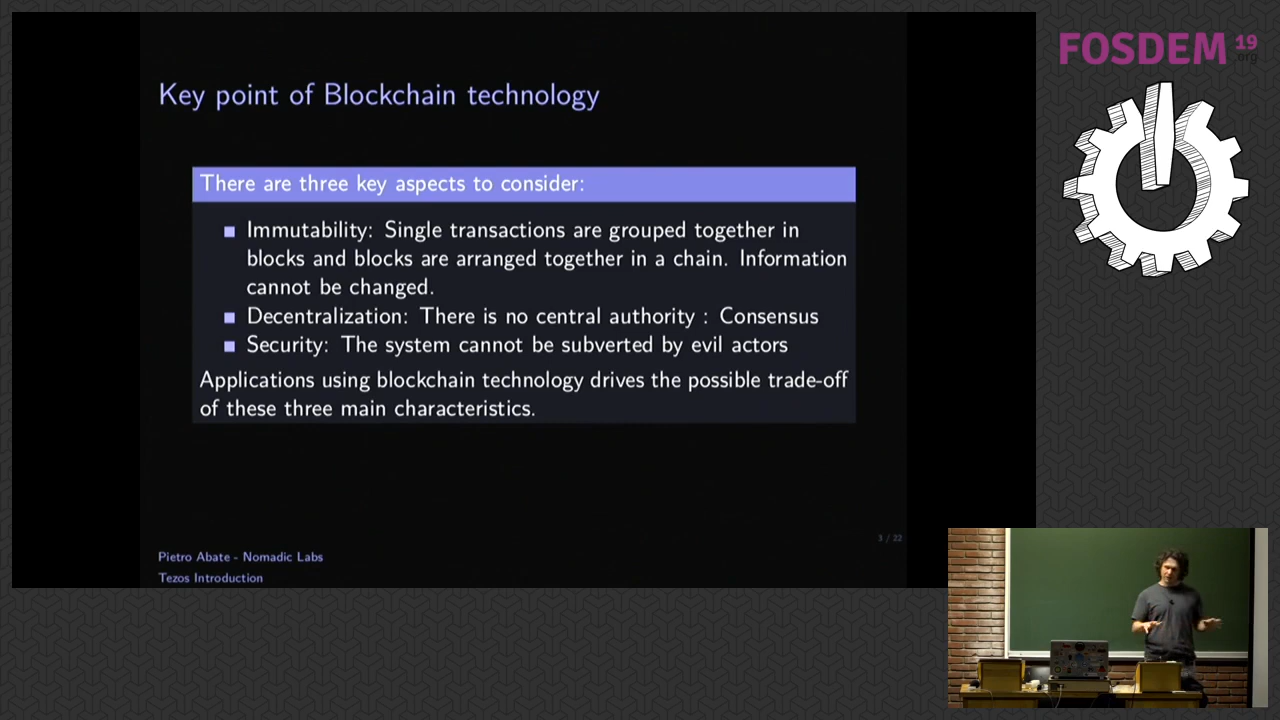 FOSDEM 19
.org
Key point of Blockchain technology
There are three key aspects to consider:
Immutability: Single transactions are grouped together in
blocks and blocks are arranged together in a chain. Information
cannot be changed.
Decentralization: There is no central authority : Consensus
Security: The system cannot be subverted by evil actors
Applications using blockchain technology drives the possible trade-off
of these three main characteristics.
3 / 22
Pietro Abate - Nomadic Labs
Tezos Introduction